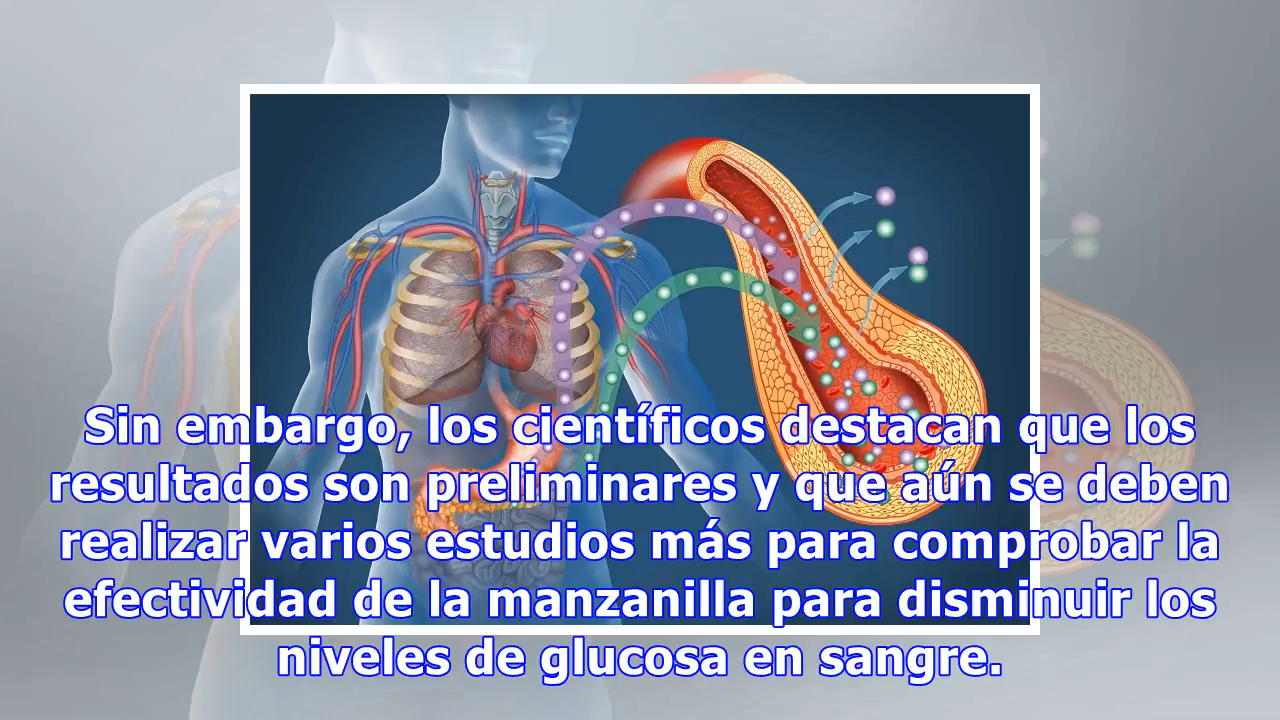 Sin embargo, los científicos destacan que los
resultados son preliminares y que aún se deben
realizar varios estudios más para comprobar la
efectividad de la manzanilla para disminuir los
niveles de glucosa en sangre.